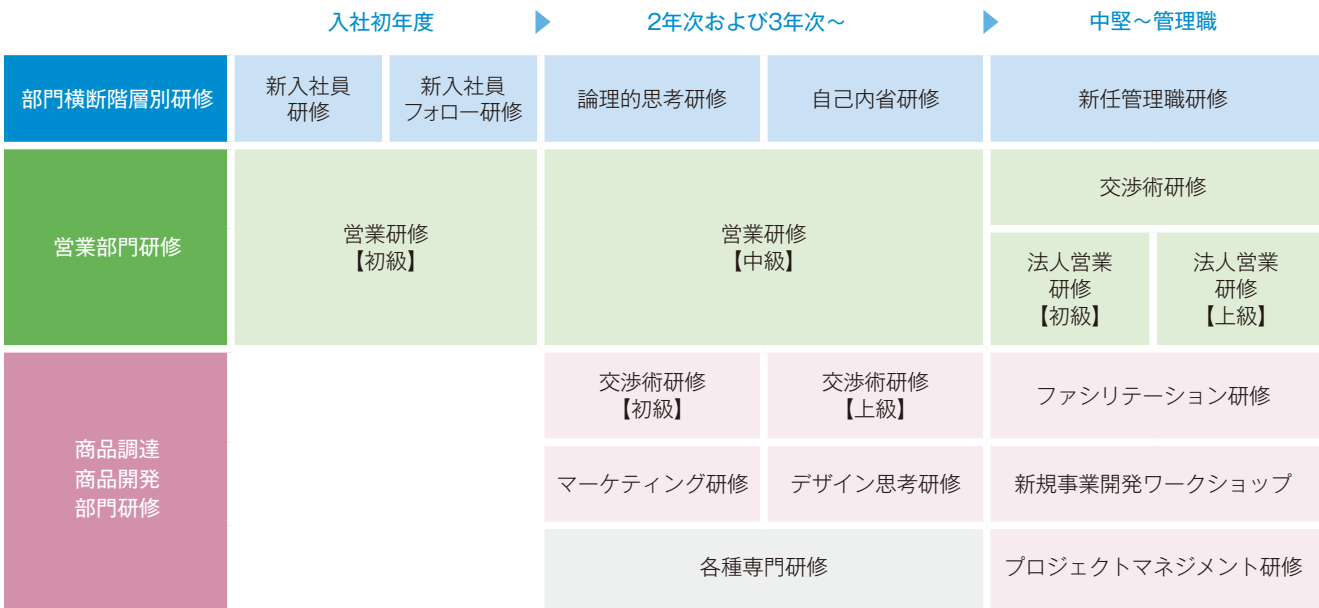 入社初年度
2年次および3年次～
中堅～管理職
部門横断階層別研修
新入社員
研修
新入社員
フォロー研修
論理的思考研修
自己内省研修
新任管理職研修
営業部門研修
営業研修
【初級】
営業研修
【中級】
交渉術研修
法人営業
研修
【初級】
法人営業
研修
【上級】
商品調達
商品開発
部門研修
交渉術研修
【初級】
交渉術研修
【上級】
ファシリテーション研修
マーケティング研修
デザイン思考研修
新規事業開発ワークショップ
各種専門研修
プロジェクトマネジメント研修